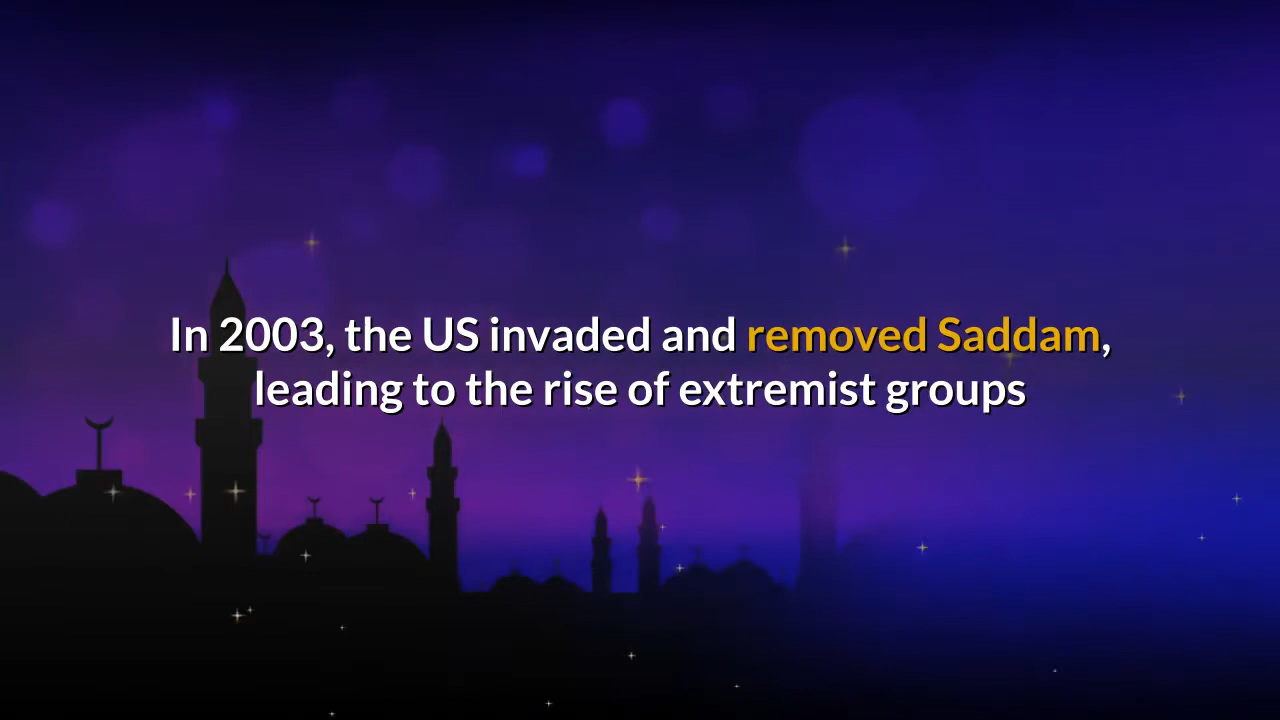 In 2003, the US invaded and removed Saddam,
leading to the rise of extremist groups